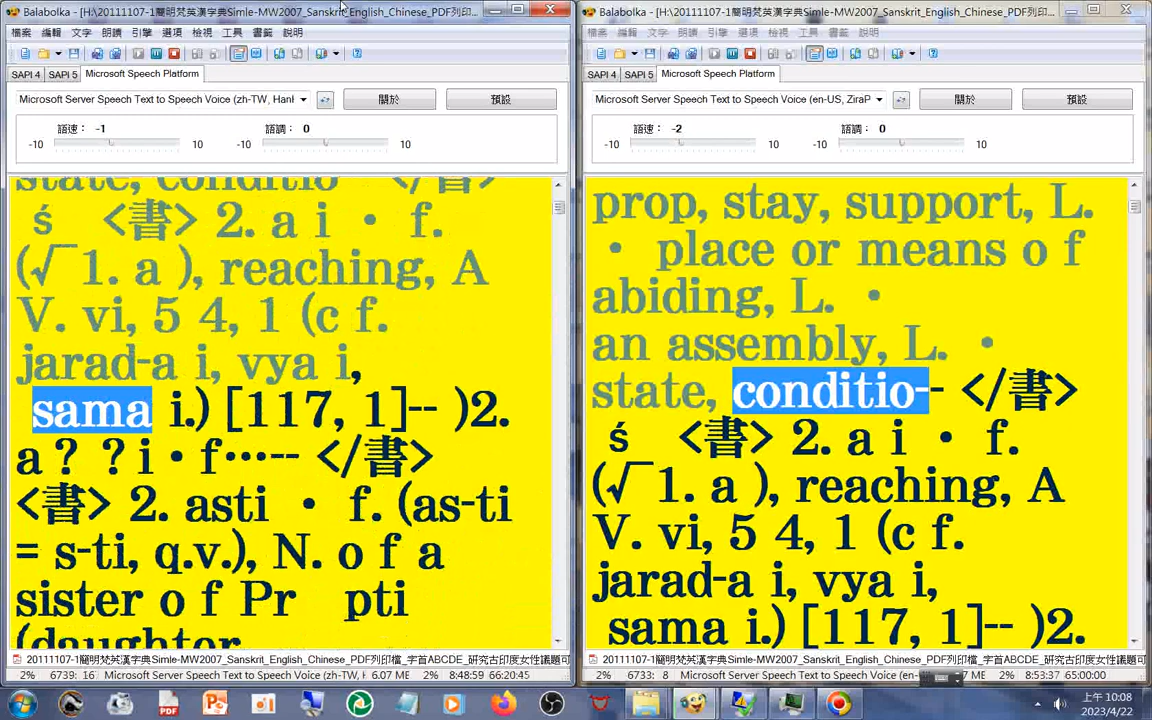 Balabolka - [H:\20111107-1簡明梵英漢字典Simle-MW2007_Sanskrit_English_Chinese_PDF列印...
檔案 編輯 文字 朗讀 引擎 選項 檢視 工具 書籤 說明
SAPI 4 SAPI 5 Microsoft Speech Platform
Microsoft Server Speech Text to Speech Voice (zh-TW, HanH
關於 預設
語速： -1 語調： 0
-10 10 -10 10
state, conditio </書>
ś <書> 2. a i • f.
(√1. a ), reaching, A
V. vi, 5 4, 1 (c f.
jarad-a i, vya i,
sama i.) [117, 1]-- )2.
a ? ? i • f…-- </書>
<書> 2. asti • f. (as-ti
= s-ti, q.v.), N. o f a
sister o f Pr pti
(daughter
20111107-1簡明梵英漢字典Simle-MW2007_Sanskrit_English_Chinese_PDF列印檔_字首ABCDE_研究古印度女性議題可
2% 6739: 16 Microsoft Server Speech Text to Speech Voice (zh-TW, H 6.07 MB 2% 8:48:59 66:20:45
Balabolka - [H:\20111107-1簡明梵英漢字典Simle-MW2007_Sanskrit_English_Chinese_PDF列印...
檔案 編輯 文字 朗讀 引擎 選項 檢視 工具 書籤 說明
SAPI 4 SAPI 5 Microsoft Speech Platform
Microsoft Server Speech Text to Speech Voice (en-US, ZiraP
關於 預設
語速： -2 語調： 0
-10 10 -10 10
prop, stay, support, L.
• place or means o f
abiding, L. •
an assembly, L. •
state, conditio-- </書>
ś <書> 2. a i • f.
(√1. a ), reaching, A
V. vi, 5 4, 1 (c f.
jarad-a i, vya i,
sama i.) [117, 1]-- )2.
20111107-1簡明梵英漢字典Simle-MW2007_Sanskrit_English_Chinese_PDF列印檔_字首ABCDE_研究古印度女性議題可
2% 6733: 8 Microsoft Server Speech Text to Speech Voice (en-US, 2% 8:53:37 65:00:00
上午 10:08
2023/4/22